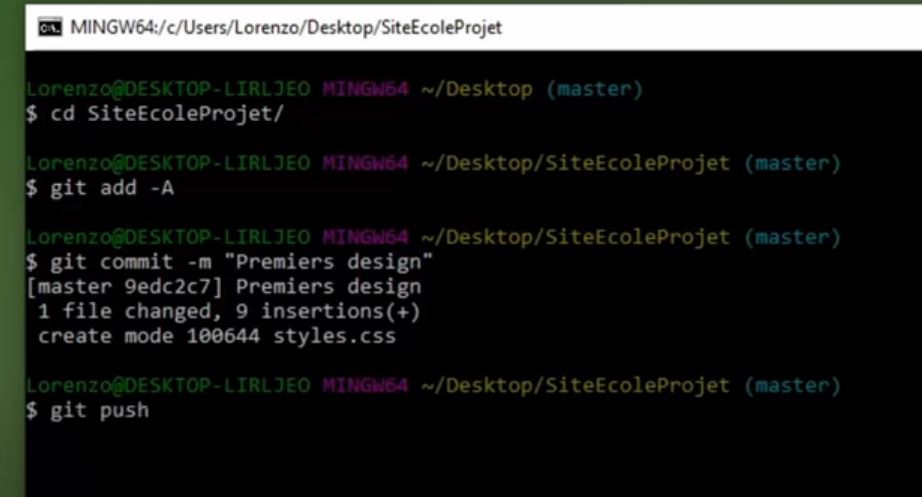 MINGW64:/c/Users/Lorenzo/Desktop/SiteEcoleProjet
Lorenzo@DESKTOP-LIRLJEO MINGW64 ~/Desktop (master)
$ cd SiteEcoleProjet/
Lorenzo@DESKTOP-LIRLJEO MINGW64 ~/Desktop/SiteEcoleProjet (master)
$ git add -A
Lorenzo@DESKTOP-LIRLJEO MINGW64 ~/Desktop/SiteEcoleProjet (master)
$ git commit -m "Premiers design"
[master 9edc2c7] Premiers design
1 file changed, 9 insertions(+)
create mode 100644 styles.css
Lorenzo@DESKTOP-LIRLJEO MINGW64 ~/Desktop/SiteEcoleProjet (master)
$ git push